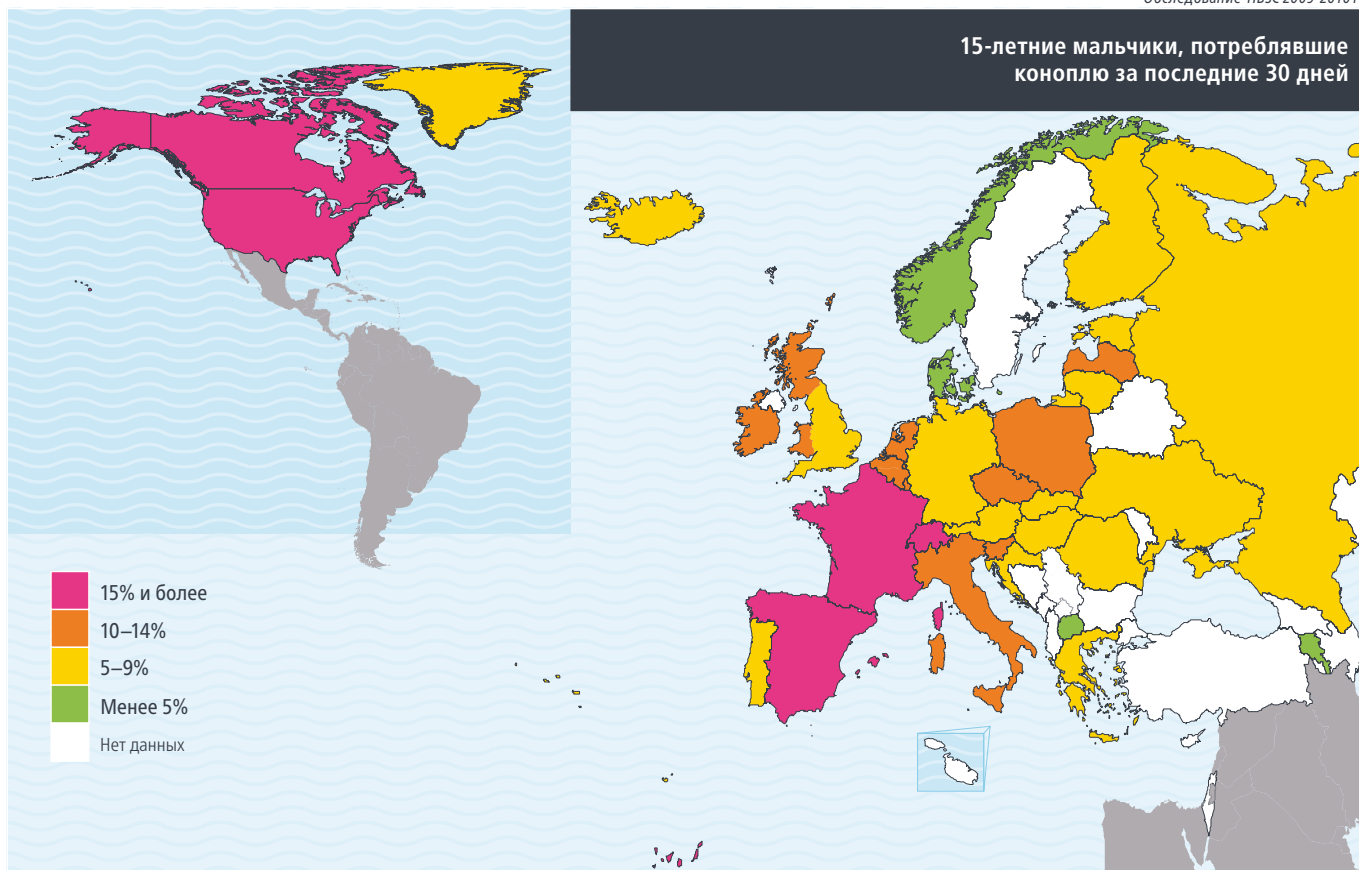 15-летние мальчики, потреблявшие
коноплю за последние 30 дней
15% и более
10–14%
5–9%
Менее 5%
Нет данных